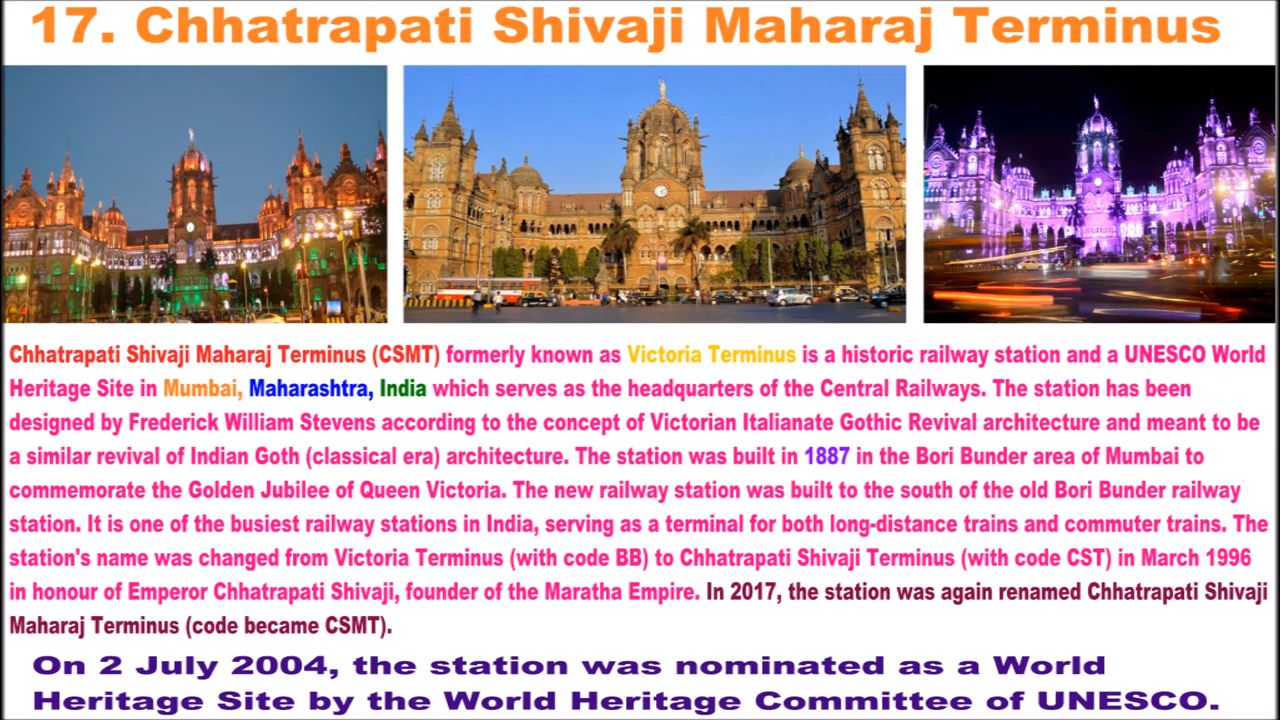 17. Chhatrapati Shivaji Maharaj Terminus
Chhatrapati Shivaji Maharaj Terminus (CSMT) formerly known as Victoria Terminus is a historic railway station and a UNESCO World
Heritage Site in Mumbai, Maharashtra, India which serves as the headquarters of the Central Railways. The station has been
designed by Frederick William Stevens according to the concept of Victorian Italianate Gothic Revival architecture and meant to be
a similar revival of Indian Goth (classical era) architecture. The station was built in 1887 in the Bori Bunder area of Mumbai to
commemorate the Golden Jubilee of Queen Victoria. The new railway station was built to the south of the old Bori Bunder railway
station. It is one of the busiest railway stations in India, serving as a terminal for both long-distance trains and commuter trains. The
station's name was changed from Victoria Terminus (with code BB) to Chhatrapati Shivaji Terminus (with code CST) in March 1996
in honour of Emperor Chhatrapati Shivaji, founder of the Maratha Empire. In 2017, the station was again renamed Chhatrapati Shivaji
Maharaj Terminus (code became CSMT).
On 2 July 2004, the station was nominated as a World
Heritage Site by the World Heritage Committee of UNESCO.